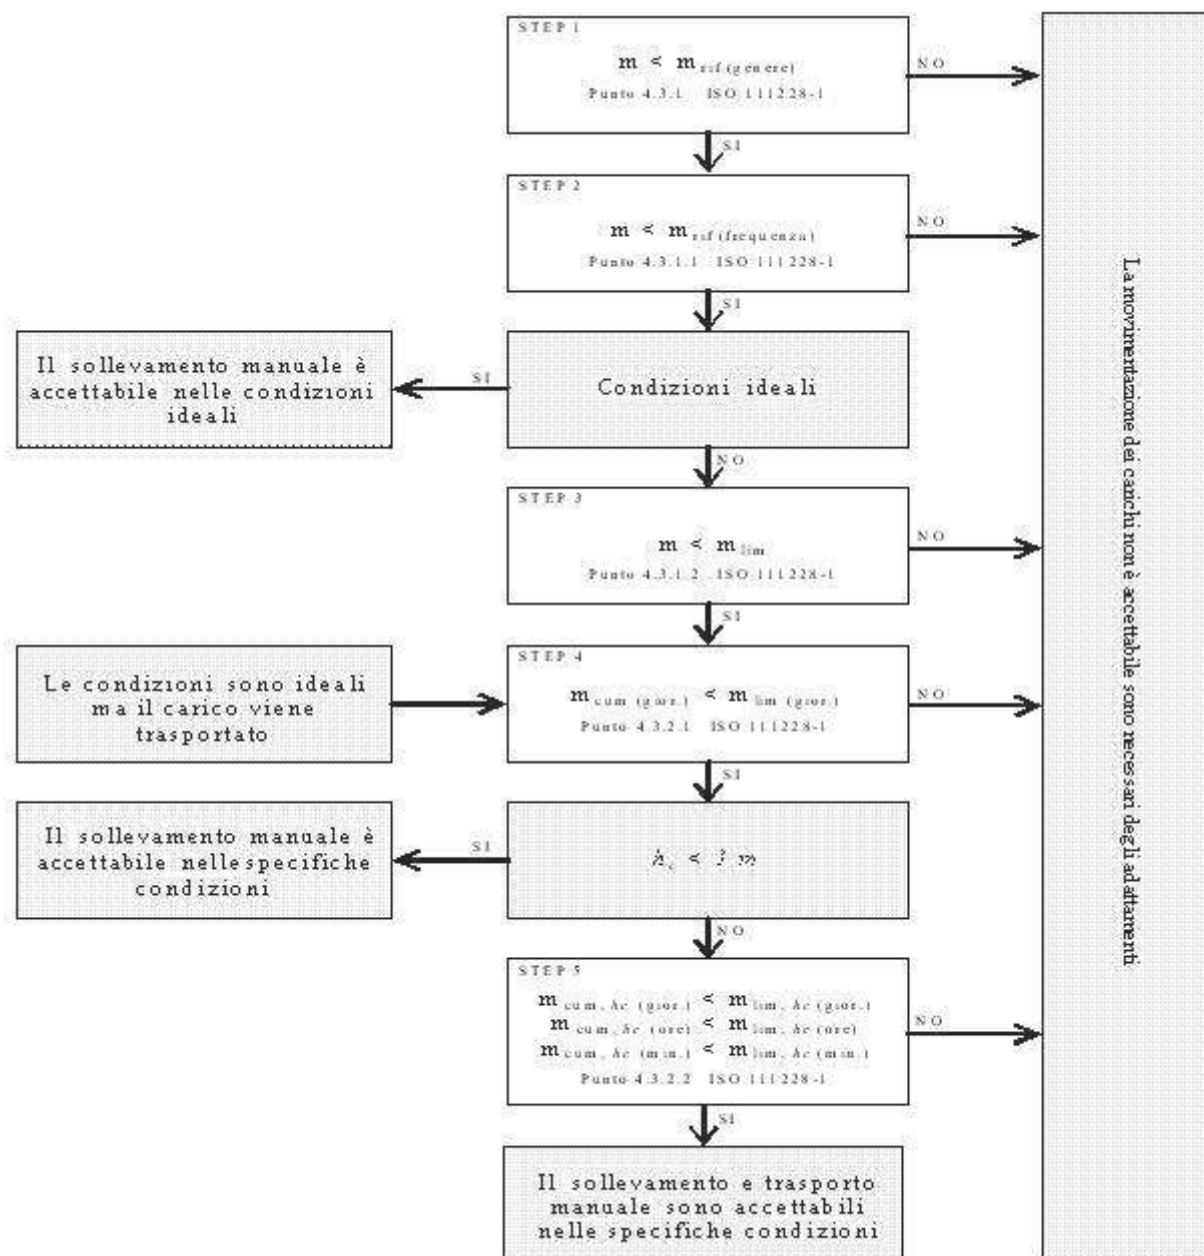 STEP 1
m < m rif (genere)
Punto 4.3.1 ISO 111228-1
NO
SI
STEP 2
m < m rif (frequenza)
Punto 4.3.1.1 ISO 111228-1
NO
SI
Il sollevamento manuale è
accettabile nelle condizioni
ideali
SI
Condizioni ideali
NO
STEP 3
m < m lim
Punto 4.3.1.2 ISO 111228-1
NO
SI
Le condizioni sono ideali
ma il carico viene
trasportato
STEP 4
m cum (gior.) < m lim (gior.)
Punto 4.3.2.1 ISO 111228-1
NO
SI
Il sollevamento manuale è
accettabile nelle specifiche
condizioni
SI
h c < 1 m
NO
STEP 5
m cum, hc (gior.) < m lim, hc (gior.)
m cum, hc (ore) < m lim, hc (ore)
m cum, hc (min.) < m lim, hc (min.)
Punto 4.3.2.2 ISO 111228-1
NO
SI
Il sollevamento e trasporto
manuale sono accettabili
nelle specifiche condizioni
La movimentazione dei carichi non è accettabile sono necessari degli adattamenti